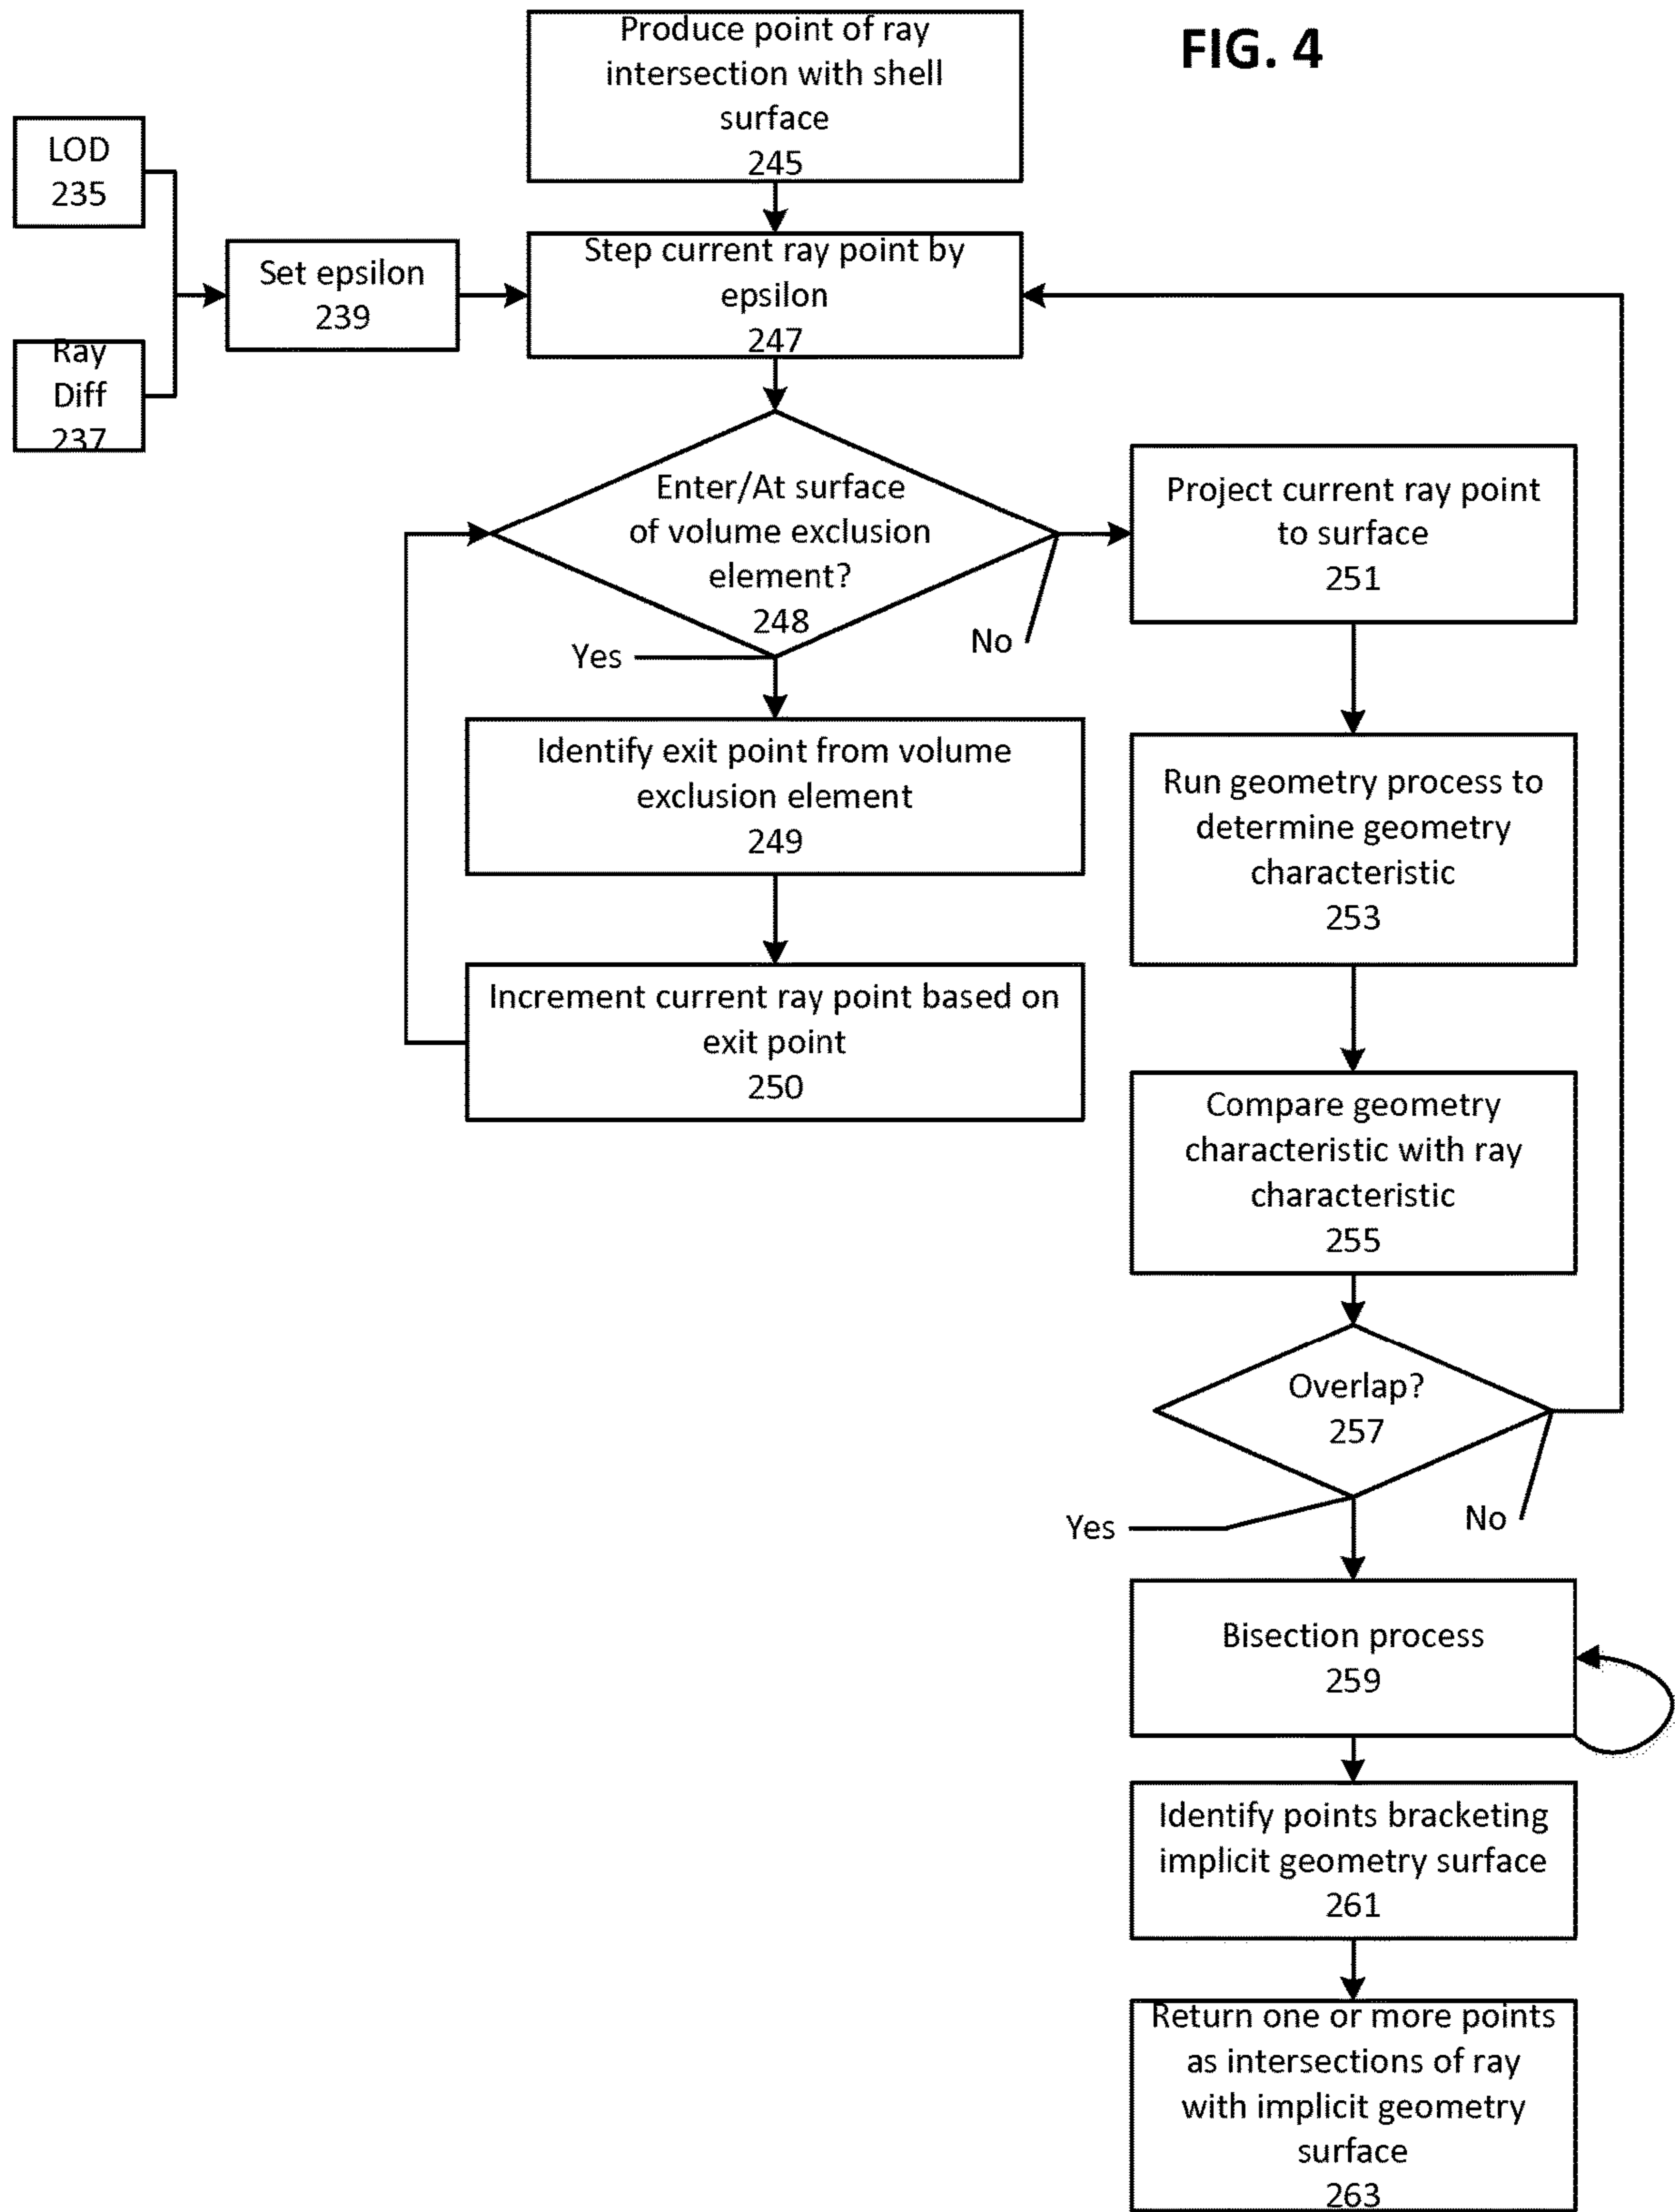 FIG. 4
Produce point of ray
intersection with shell
surface
245
LOD
235
Ray
Diff
237
Set epsilon
239
Step current ray point by
epsilon
247
Enter/At surface
of volume exclusion
element?
248
Yes
No
Identify exit point from volume
exclusion element
249
Increment current ray point based on
exit point
250
Project current ray point
to surface
251
Run geometry process to
determine geometry
characteristic
253
Compare geometry
characteristic with ray
characteristic
255
Overlap?
257
Yes
No
Bisection process
259
Identify points bracketing
implicit geometry surface
261
Return one or more points
as intersections of ray
with implicit geometry
surface
263